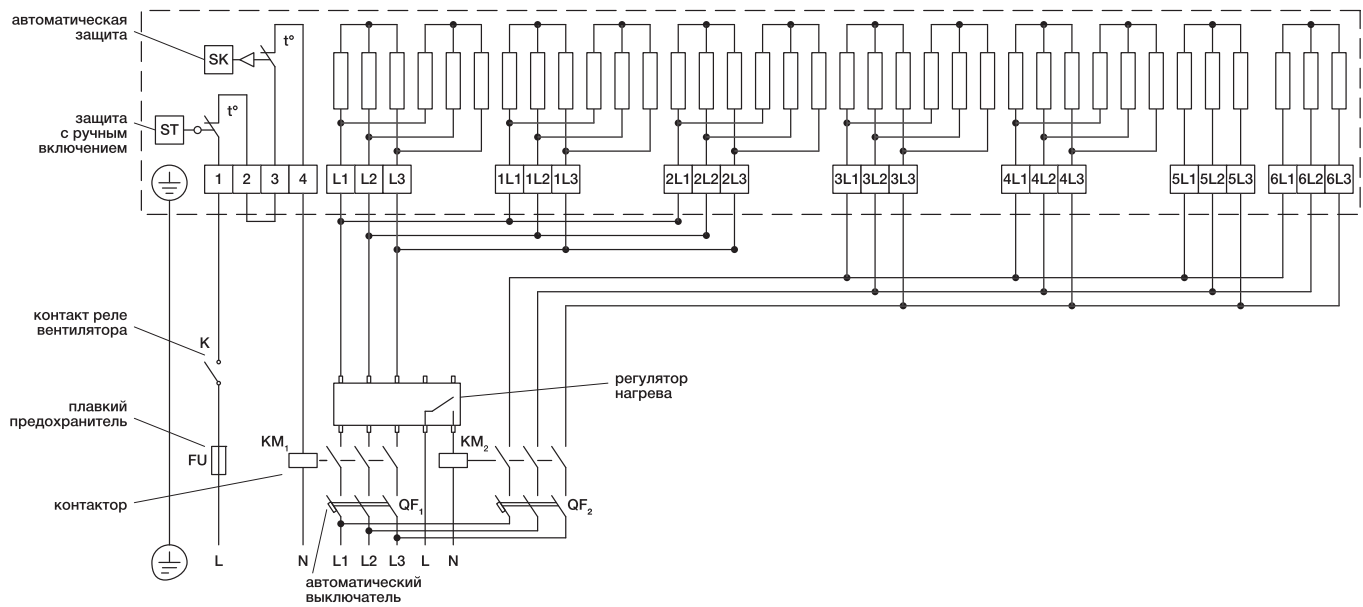 автоматическая
защита
SK
t°
защита
с ручным
включением
ST
t°
1 2 3 4
L1 L2 L3
1L1 1L2 1L3
2L1 2L2 2L3
3L1 3L2 3L3
4L1 4L2 4L3
5L1 5L2 5L3
6L1 6L2 6L3
контакт реле
вентилятора
K
регулятор
нагрева
плавкий
предохранитель
FU
KM1
KM2
контактор
QF1
QF2
L
N
L1
L2
L3
L
N
автоматический
выключатель